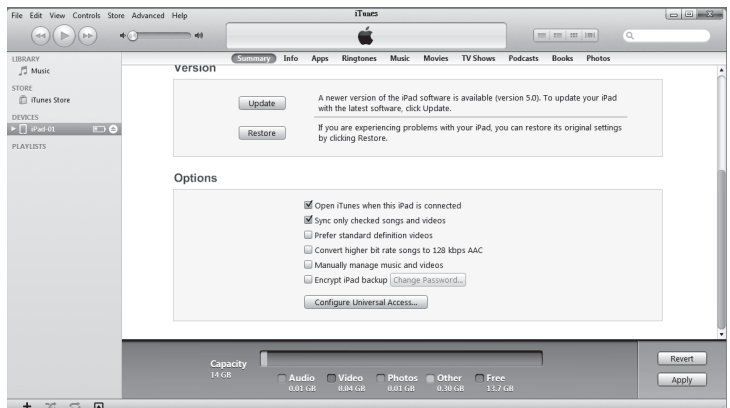 File Edit View Controls Store Advanced Help
iTunes
LIBRARY
Music
STORE
iTunes Store
DEVICES
iPad-01
PLAYLISTS
Summary Info Apps Ringtones Music Movies TV Shows Podcasts Books Photos
Version
Update
A newer version of the iPad software is available (version 5.0). To update your iPad
with the latest software, click Update.
Restore
If you are experiencing problems with your iPad, you can restore its original settings
by clicking Restore.
Options
Open iTunes when this iPad is connected
Sync only checked songs and videos
Prefer standard definition videos
Convert higher bit rate songs to 128 kbps AAC
Manually manage music and videos
Encrypt iPad backup Change Password...
Configure Universal Access...
Capacity
14 GB
Audio Video Photos Other Free
0.01 GB 0.04 GB 0.01 GB 0.30 GB 13.7 GB
Revert
Apply